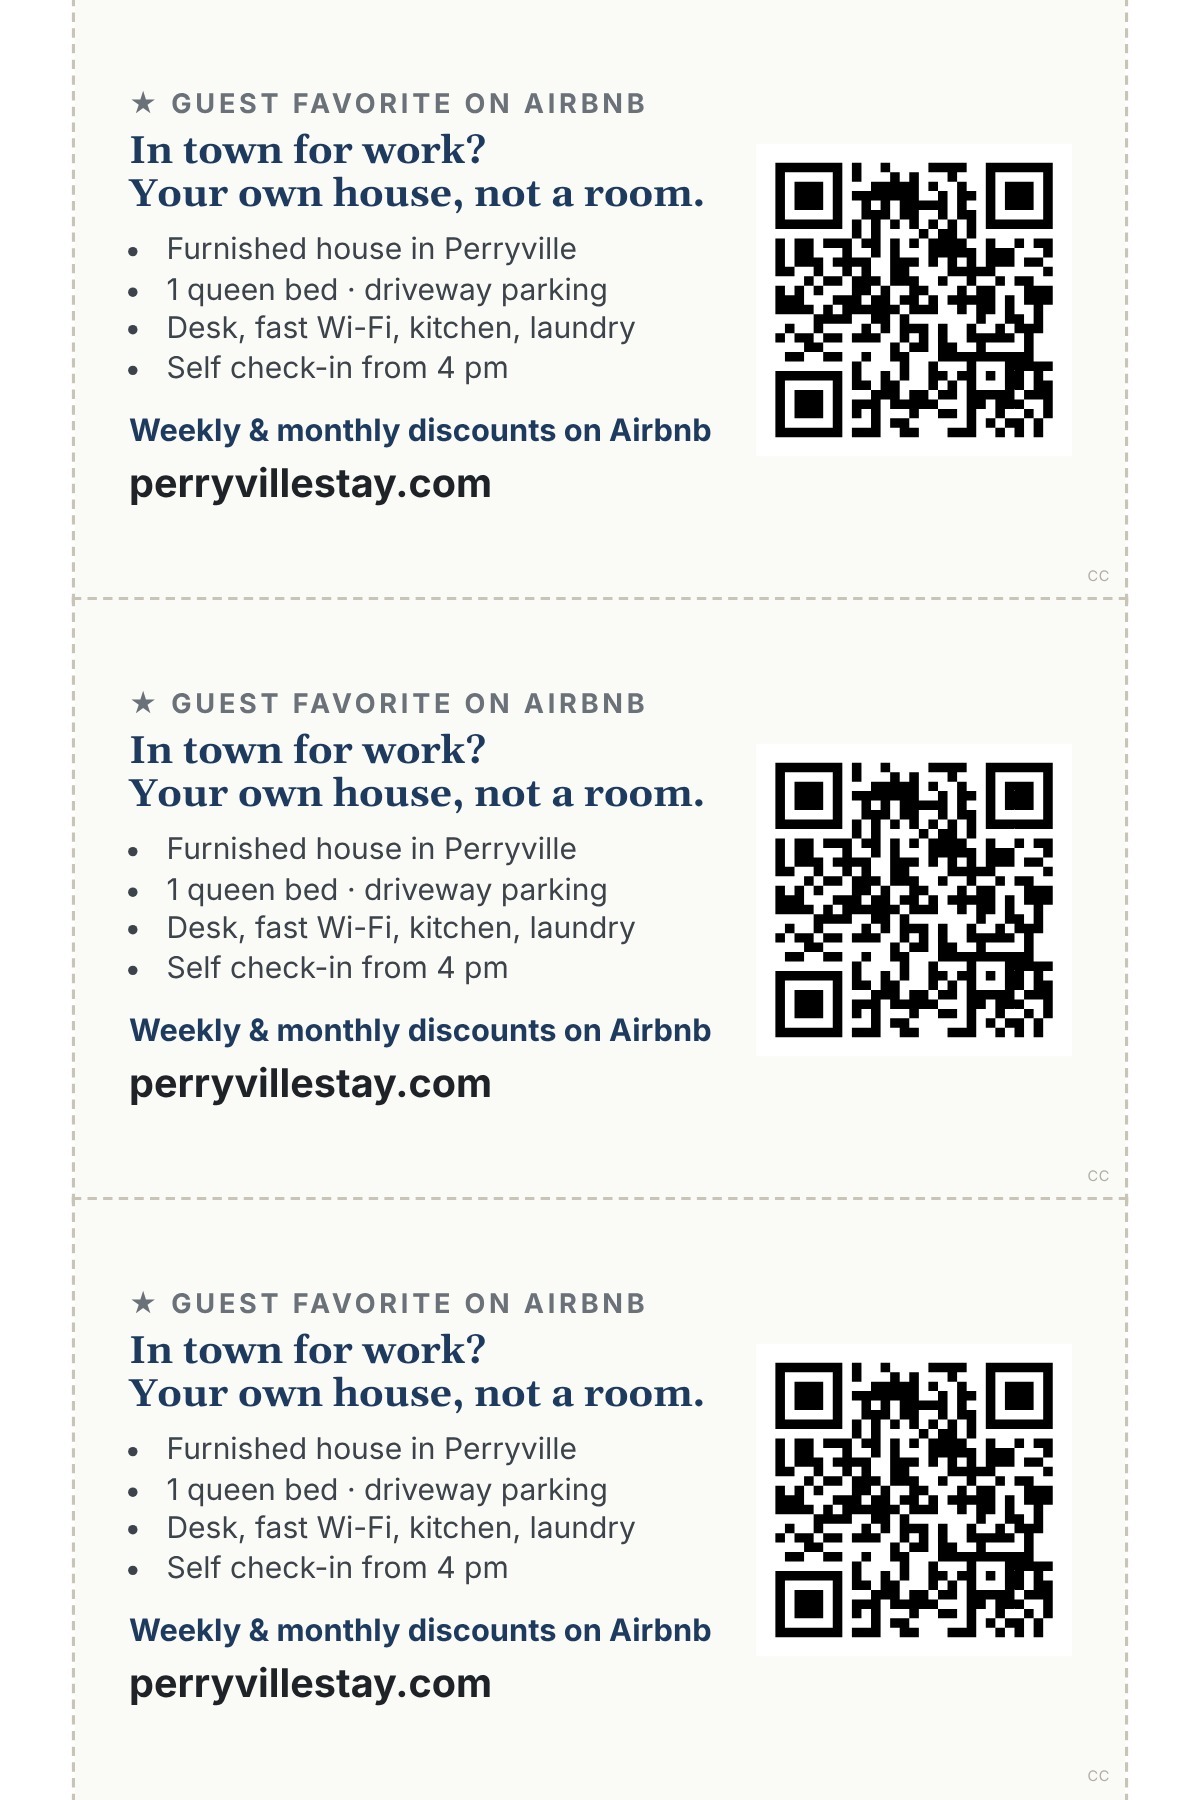 ★ GUEST FAVORITE ON AIRBNB
In town for work?
Your own house, not a room.
• Furnished house in Perryville
• 1 queen bed · driveway parking
• Desk, fast Wi-Fi, kitchen, laundry
• Self check-in from 4 pm
Weekly & monthly discounts on Airbnb
perryvillestay.com
CC
★ GUEST FAVORITE ON AIRBNB
In town for work?
Your own house, not a room.
• Furnished house in Perryville
• 1 queen bed · driveway parking
• Desk, fast Wi-Fi, kitchen, laundry
• Self check-in from 4 pm
Weekly & monthly discounts on Airbnb
perryvillestay.com
CC
★ GUEST FAVORITE ON AIRBNB
In town for work?
Your own house, not a room.
• Furnished house in Perryville
• 1 queen bed · driveway parking
• Desk, fast Wi-Fi, kitchen, laundry
• Self check-in from 4 pm
Weekly & monthly discounts on Airbnb
perryvillestay.com
CC